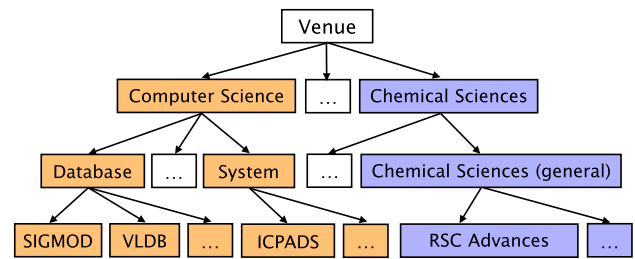 Venue
Computer Science
...
Chemical Sciences
Database
...
System
...
Chemical Sciences (general)
SIGMOD
VLDB
...
ICPADS
...
RSC Advances
...